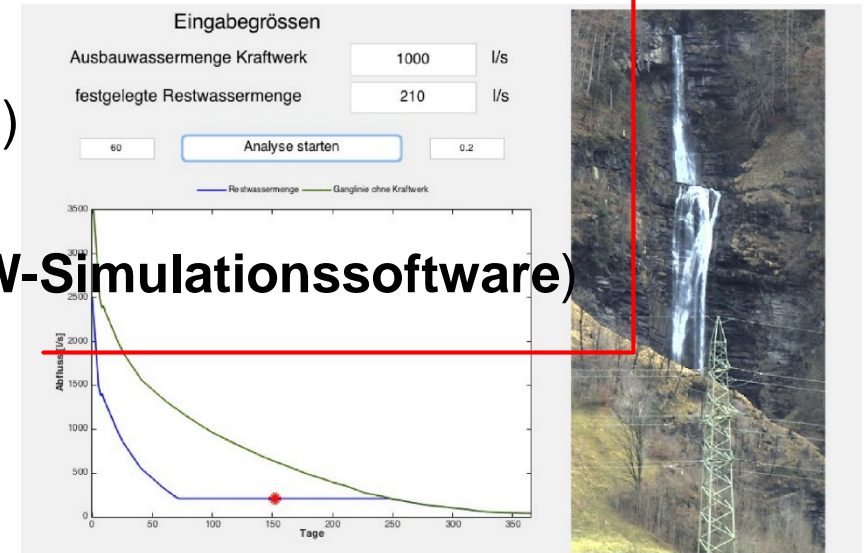 Eingabegrössen
Ausbauwassermenge Kraftwerk 1000 l/s
)
festgelegte Restwassermenge 210 l/s
60 Analyse starten 0.2
Restwassermenge Ganglinie ohne Kraftwerk
3500
3000
W-Simulationssoftware)
2500
2000
Abfluss [l/s]
1500
1000
500
0
0 50 100 150 200 250 300 350
Tage